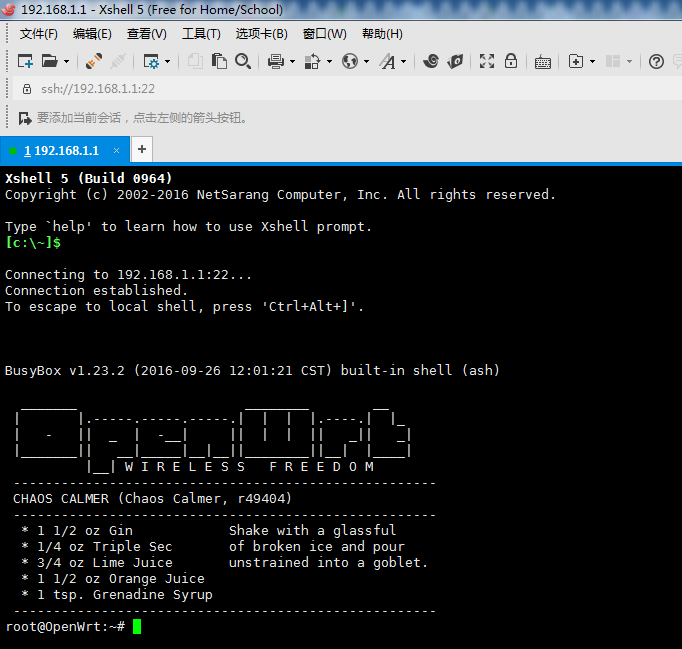 192.168.1.1 - Xshell 5 (Free for Home/School)
文件(F) 编辑(E) 查看(V) 工具(T) 选项卡(B) 窗口(W) 帮助(H)
ssh://192.168.1.1:22
要添加当前会话，点击左侧的箭头按钮。
1 192.168.1.1 × +
Xshell 5 (Build 0964)
Copyright (c) 2002-2016 NetSarang Computer, Inc. All rights reserved.
Type `help' to learn how to use Xshell prompt.
[c:\~]$
Connecting to 192.168.1.1:22...
Connection established.
To escape to local shell, press 'Ctrl+Alt+]'.
BusyBox v1.23.2 (2016-09-26 12:01:21 CST) built-in shell (ash)
OpenWrt
W I R E L E S S   F R E E D O M
-----------------------------------------------------
CHAOS CALMER (Chaos Calmer, r49404)
-----------------------------------------------------
* 1 1/2 oz Gin            Shake with a glassful
* 1/4 oz Triple Sec       of broken ice and pour
* 3/4 oz Lime Juice       unstrained into a goblet.
* 1 1/2 oz Orange Juice
* 1 tsp. Grenadine Syrup
-----------------------------------------------------
root@OpenWrt:~#